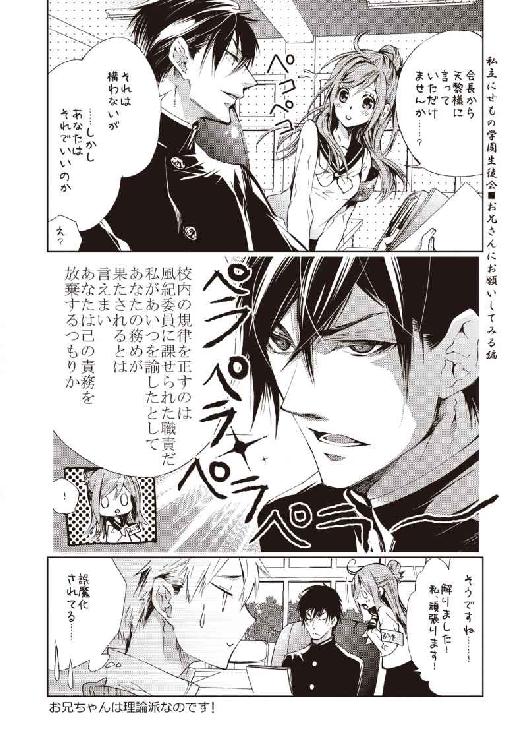 私立にせもの学園生徒会■お兄さんにお願いしてみる編
会長から
天黎様に
言って
いただけ
ませんか…？
ペコ
ペコ
それは
構わないが
……しかし
あなたは
それでいいのか
え？
校内の規律を正すのは
風紀委員に課せられた職責だ
私があいつを諭したとして
あなたの務めが
果たされるとは
言えまい
あなたは己の責務を
放棄するつもりか
ペラ
ペラ
ペラ
ペラ
ペラ
！
そうですね…！
解りました！
私、頑張ります！
誤魔化
されてる…
お兄ちゃんは理論派なのです！